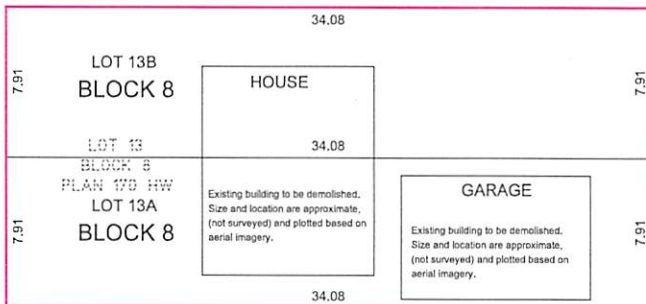 34.08
7.91
LOT 13B
BLOCK 8
HOUSE
7.91
34.08
LOT 13
BLOCK 8
PLAN 170 HW
LOT 13A
BLOCK 8
7.91
Existing building to be demolished.
Size and location are approximate,
(not surveyed) and plotted based on
aerial imagery.
GARAGE
Existing building to be demolished.
Size and location are approximate,
(not surveyed) and plotted based on
aerial imagery.
7.91
34.08